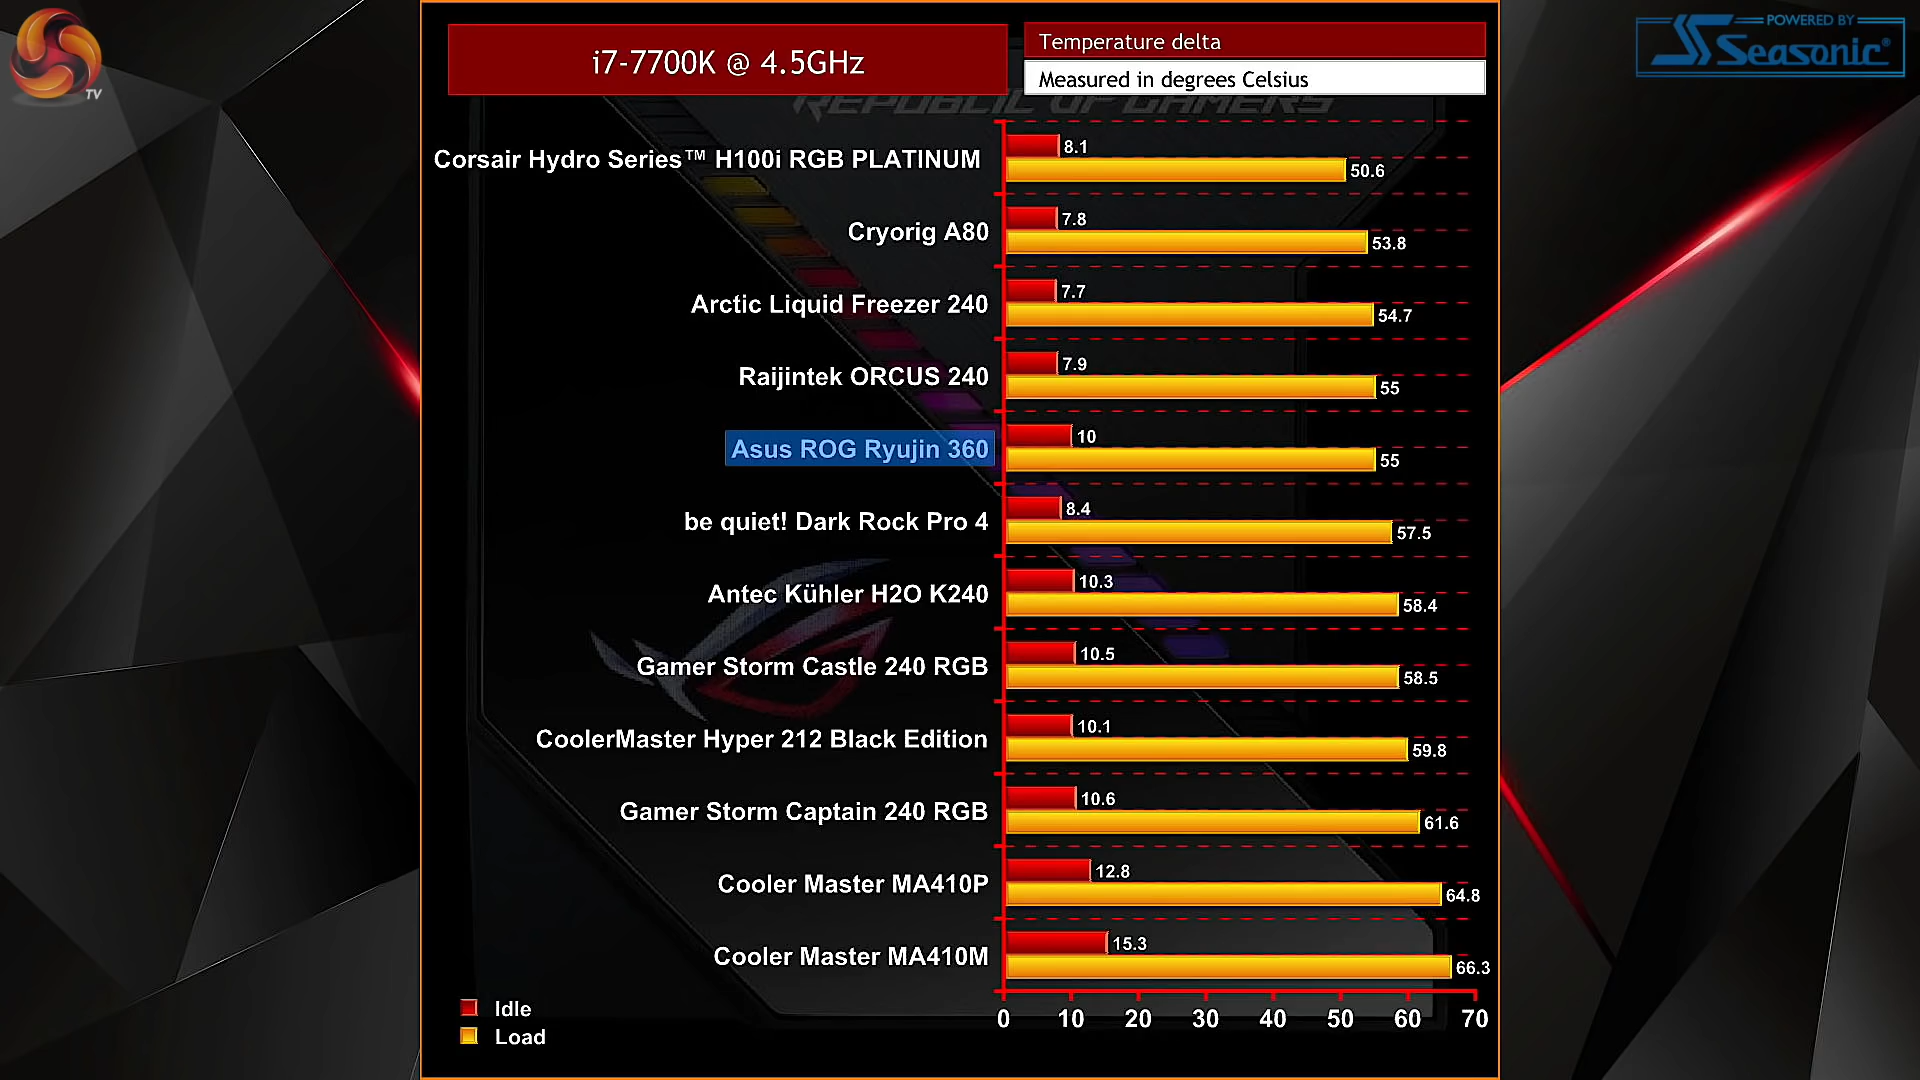 TV
i7-7700K @ 4.5GHz
Temperature delta
Measured in degrees Celsius
POWERED BY
Seasonic®
REPUBLIC OF GAMERS
Corsair Hydro Series™ H100i RGB PLATINUM
8.1
50.6
Cryorig A80
7.8
53.8
Arctic Liquid Freezer 240
7.7
54.7
Raijintek ORCUS 240
7.9
55
Asus ROG Ryujin 360
10
55
be quiet! Dark Rock Pro 4
8.4
57.5
Antec Kühler H2O K240
10.3
58.4
Gamer Storm Castle 240 RGB
10.5
58.5
CoolerMaster Hyper 212 Black Edition
10.1
59.8
Gamer Storm Captain 240 RGB
10.6
61.6
Cooler Master MA410P
12.8
64.8
Cooler Master MA410M
15.3
66.3
0 10 20 30 40 50 60 70
Idle
Load